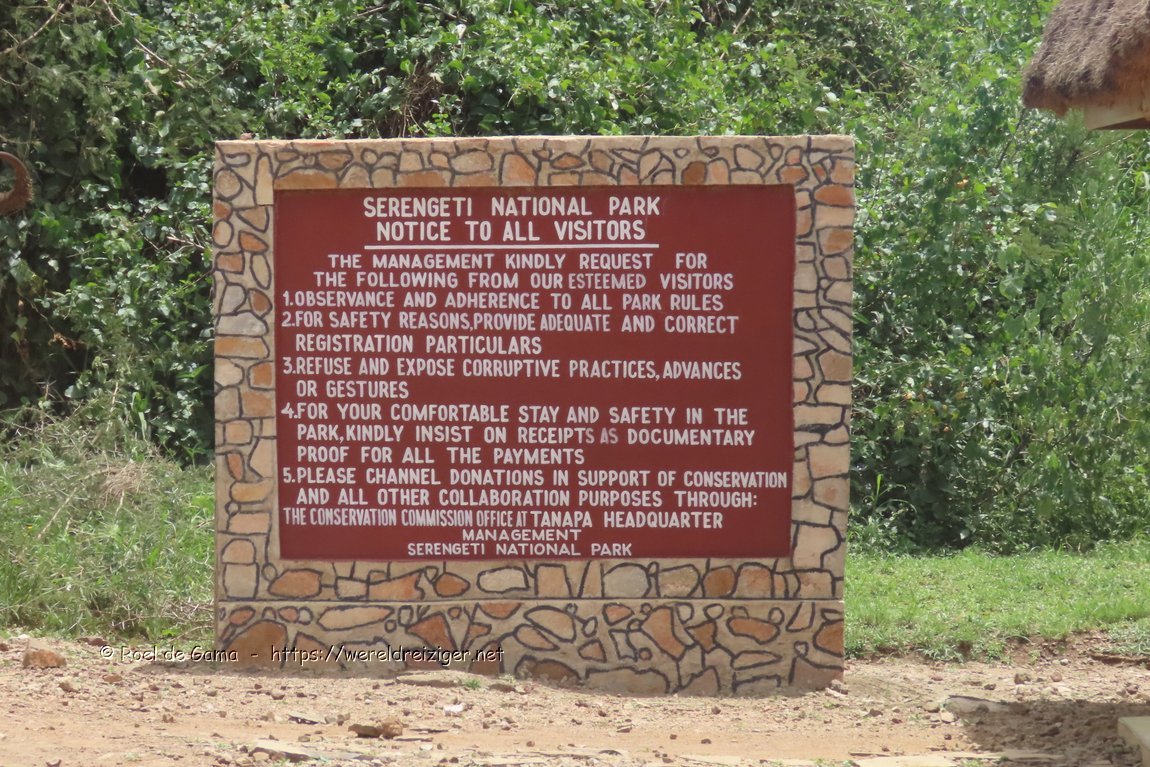 SERENGETI NATIONAL PARK
NOTICE TO ALL VISITORS
THE MANAGEMENT KINDLY REQUEST FOR
THE FOLLOWING FROM OUR ESTEEMED VISITORS
1.OBSERVANCE AND ADHERENCE TO ALL PARK RULES
2.FOR SAFETY REASONS,PROVIDE ADEQUATE AND CORRECT
REGISTRATION PARTICULARS
3.REFUSE AND EXPOSE CORRUPTIVE PRACTICES,ADVANCES
OR GESTURES
4.FOR YOUR COMFORTABLE STAY AND SAFETY IN THE
PARK,KINDLY INSIST ON RECEIPTS AS DOCUMENTARY
PROOF FOR ALL THE PAYMENTS
5.PLEASE CHANNEL DONATIONS IN SUPPORT OF CONSERVATION
AND ALL OTHER COLLABORATION PURPOSES THROUGH:
THE CONSERVATION COMMISSION OFFICE AT TANAPA HEADQUARTER
MANAGEMENT
SERENGETI NATIONAL PARK
© Roel de Gama - https://wereldreiziger.net